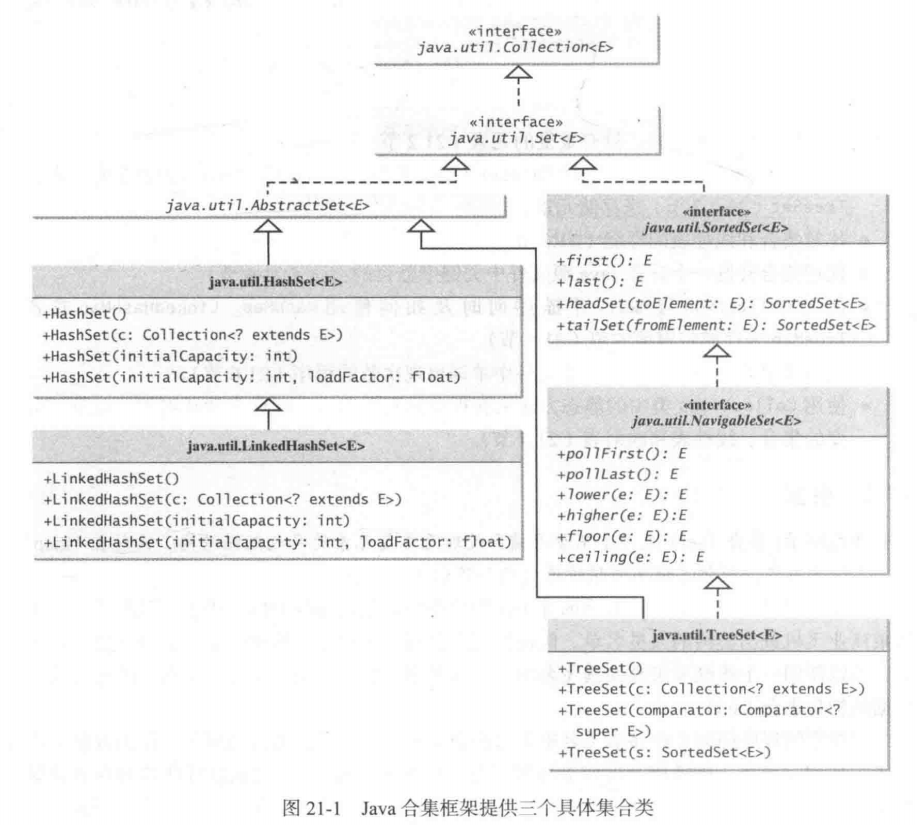 «interface»
java.util.Collection<E>
«interface»
java.util.Set<E>
java.util.AbstractSet<E>
java.util.HashSet<E>
+HashSet()
+HashSet(c: Collection<? extends E>)
+HashSet(initialCapacity: int)
+HashSet(initialCapacity: int, loadFactor: float)
java.util.LinkedHashSet<E>
+LinkedHashSet()
+LinkedHashSet(c: Collection<? extends E>)
+LinkedHashSet(initialCapacity: int)
+LinkedHashSet(initialCapacity: int, loadFactor: float)
«interface»
java.util.SortedSet<E>
+first(): E
+last(): E
+headSet(toElement: E): SortedSet<E>
+tailSet(fromElement: E): SortedSet<E>
«interface»
java.util.NavigableSet<E>
+pollFirst(): E
+pollLast(): E
+lower(e: E): E
+higher(e: E):E
+floor(e: E): E
+ceiling(e: E): E
java.util.TreeSet<E>
+TreeSet()
+TreeSet(c: Collection<? extends E>)
+TreeSet(comparator: Comparator<?
super E>)
+TreeSet(s: SortedSet<E>)
图 21-1 Java 合集框架提供三个具体集合类